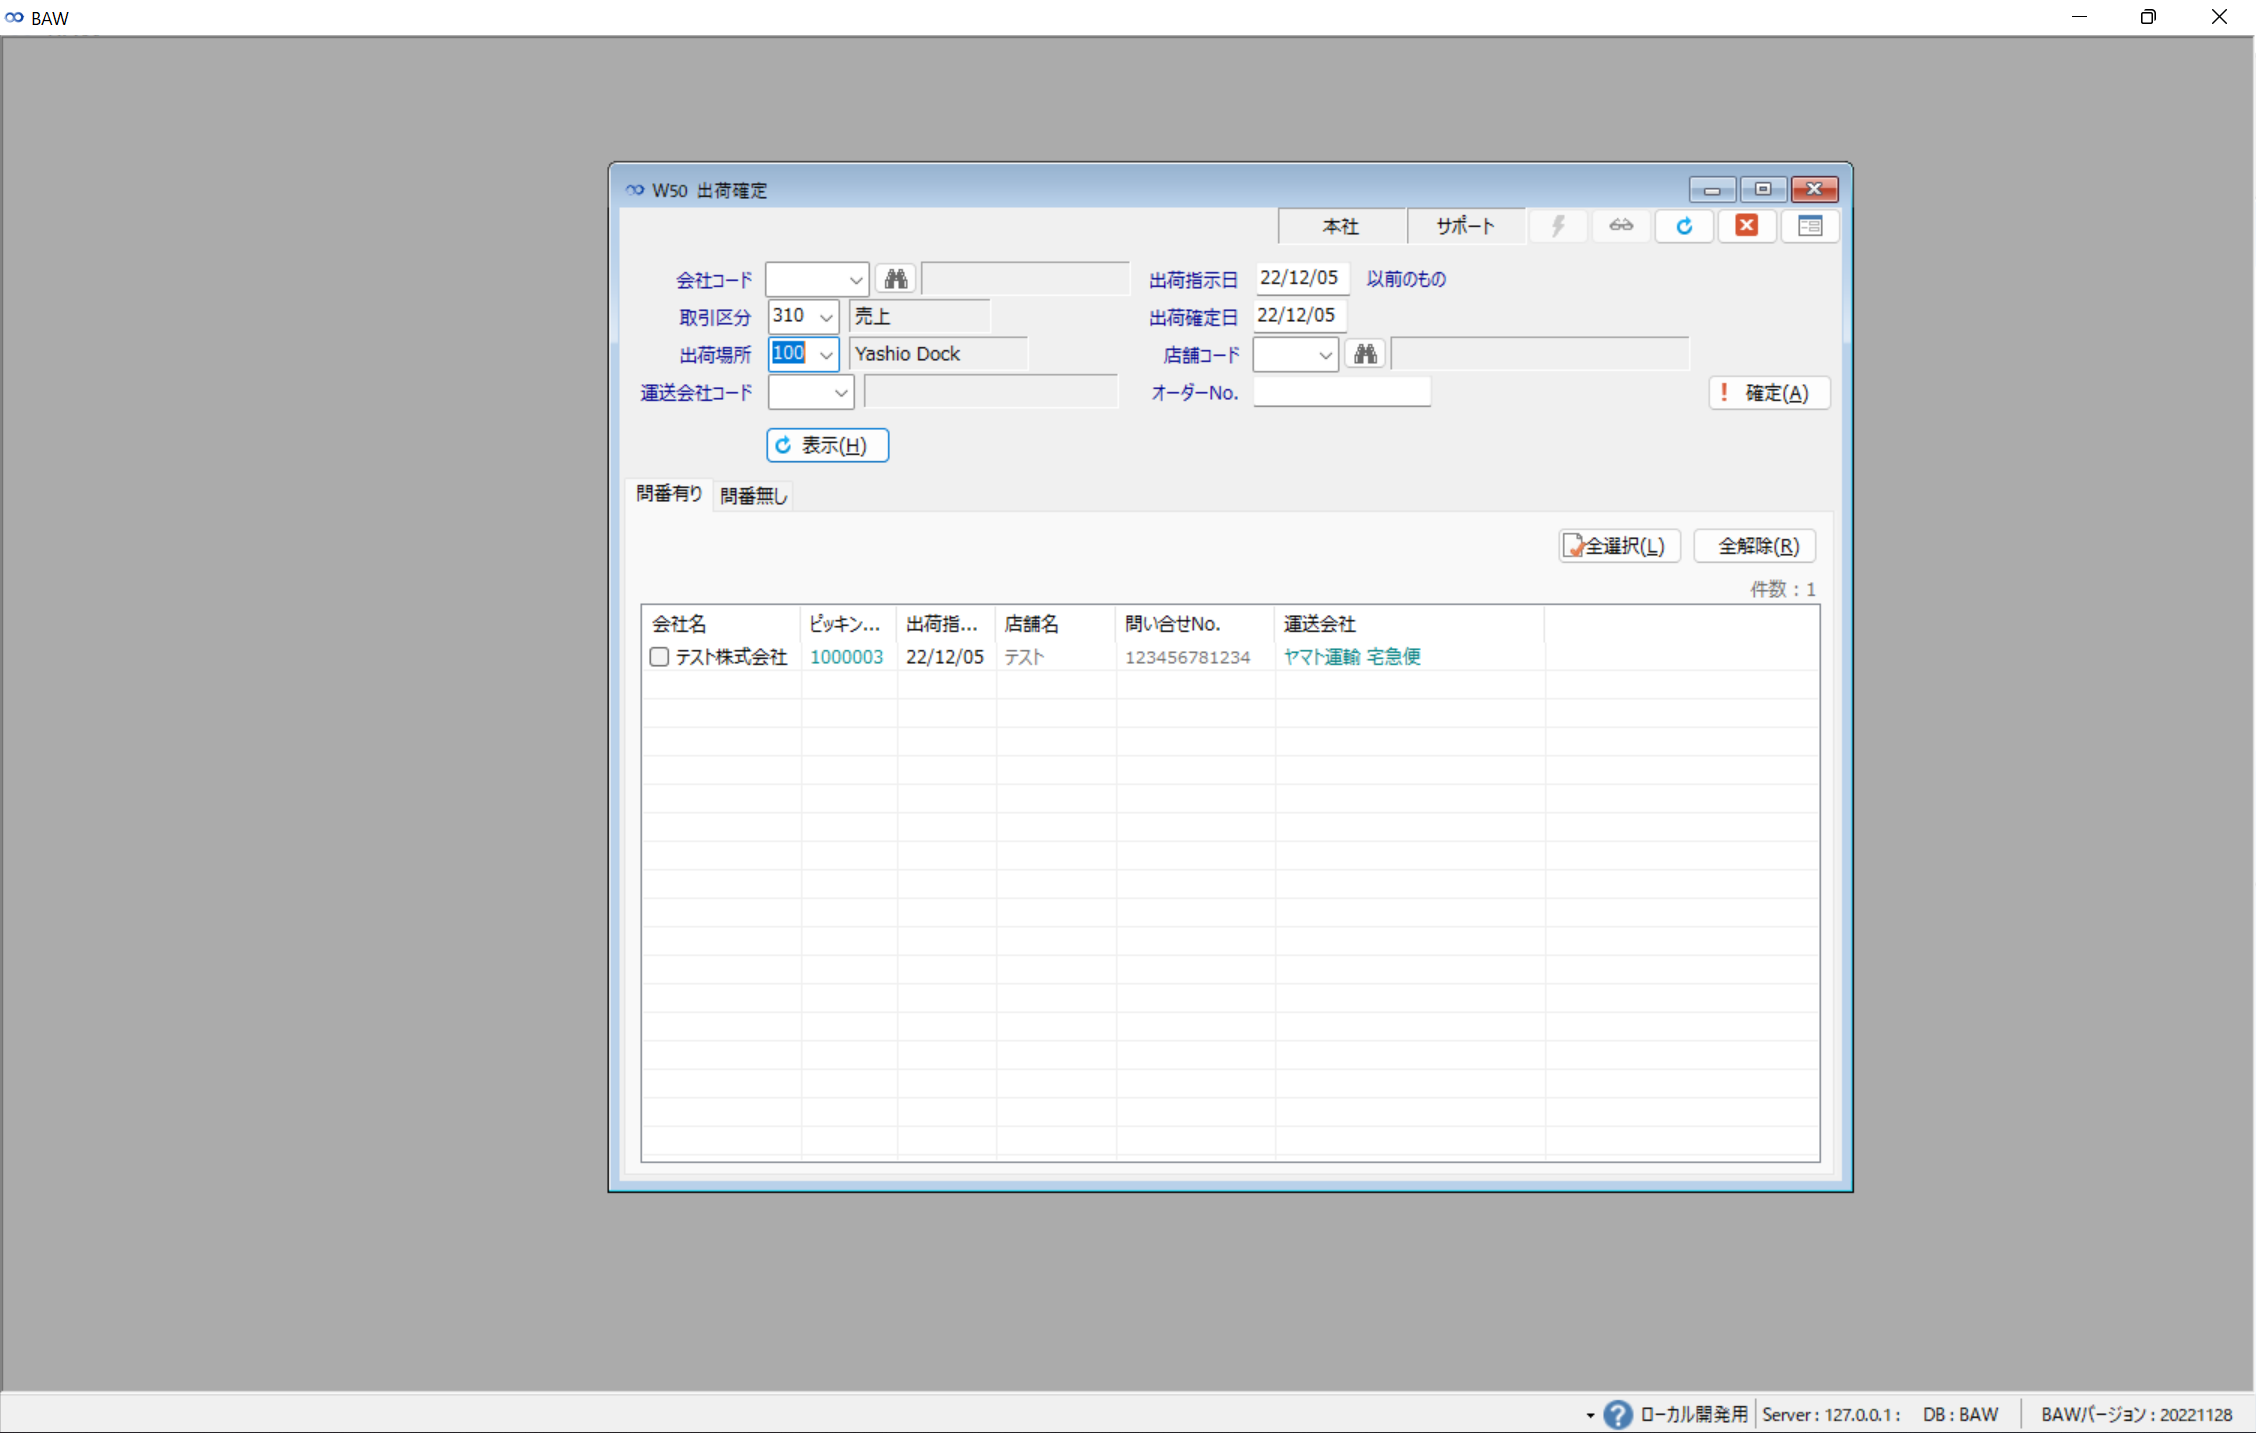 BAW
W50 出荷確定
本社 サポート
会社コード 出荷指示日 22/12/05 以前のもの
取引区分 310 売上 出荷確定日 22/12/05
出荷場所 100 Yashio Dock 店舗コード
運送会社コード オーダーNo. ! 確定(A)
表示(H)
問番有り 問番無し
全選択(L) 全解除(R)
件数：1
会社名 ピッキン... 出荷指... 店舗名 問い合せNo. 運送会社
テスト株式会社 1000003 22/12/05 テスト 123456781234 ヤマト運輸 宅急便
? ローカル開発用 Server : 127.0.0.1 : DB : BAW BAWバージョン : 20221128